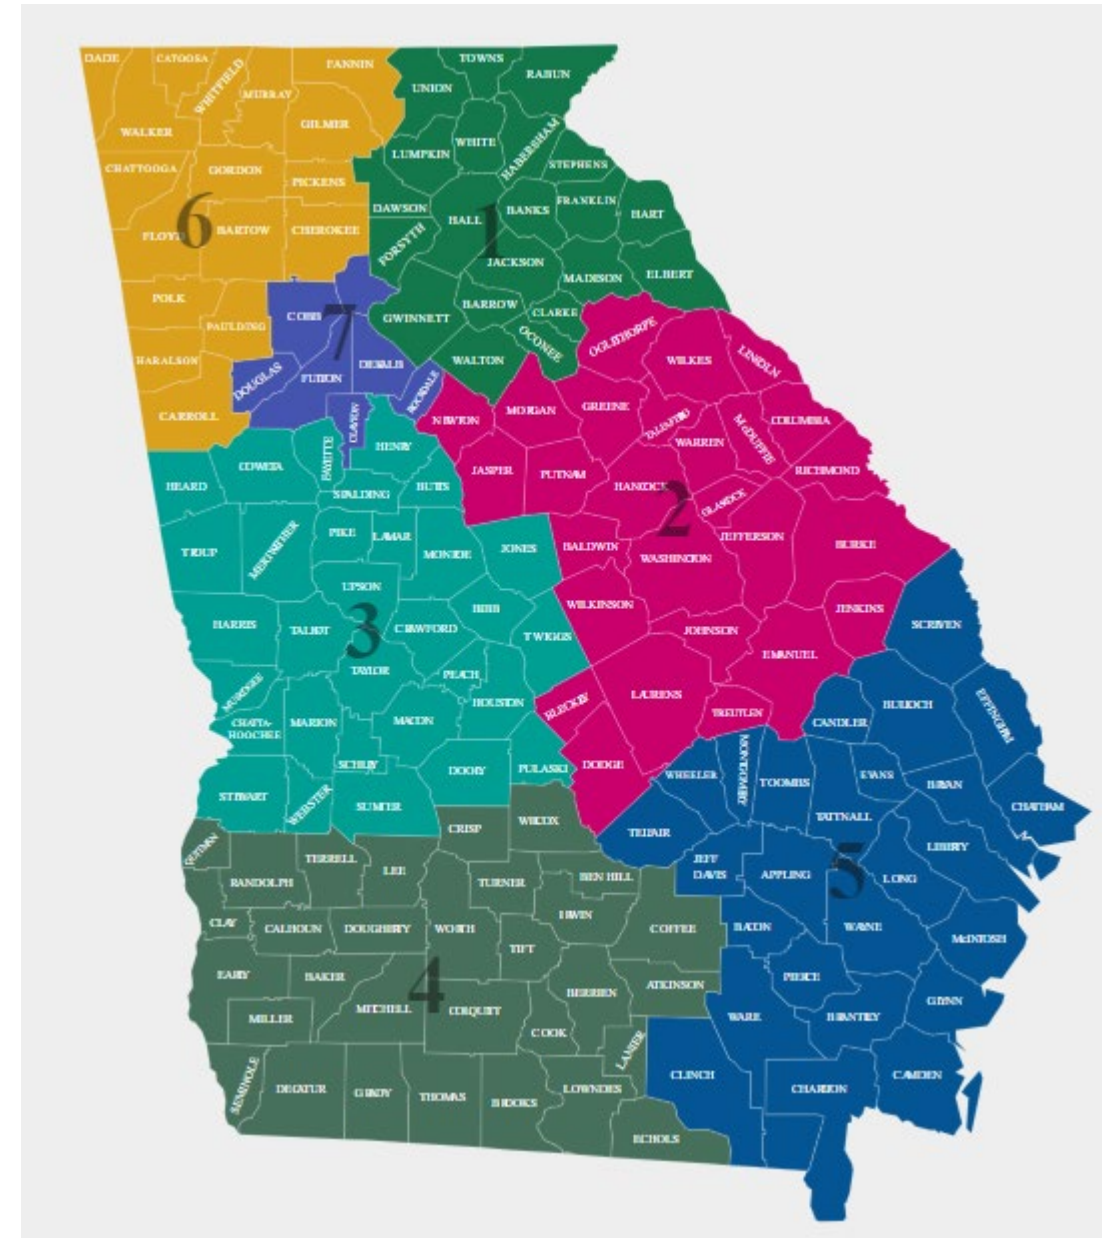 DADE
CATOOSA
WHITFIELD
MURRAY
FANNIN
WALKER
GILMER
CHATTOOGA
GORDON
PICKENS
FLOYD
6
BARTOW
CHEROKEE
POLK
PAULDING
HARALSON
CARROLL
TOWNS
UNION
RABUN
LUMPKIN
WHITE
HABERSHAM
STEPHENS
DAWSON
HALL
BANKS
FRANKLIN
HART
FORSYTH
1
JACKSON
MADISON
ELBERT
GWINNETT
BARROW
CLARKE
OCONEE
WALTON
COBB
7
DOUGLAS
FULTON
DEKALB
ROCKDALE
CLAYTON
OGLETHORPE
WILKES
LINCOLN
NEWTON
MORGAN
GREENE
TALIAFERRO
WARREN
McDUFFIE
COLUMBIA
JASPER
PUTNAM
HANCOCK
2
GLASCOCK
RICHMOND
BALDWIN
WASHINGTON
JEFFERSON
BURKE
WILKINSON
JOHNSON
JENKINS
EMANUEL
BLECKLEY
LAURENS
TREUTLEN
DODGE
HEARD
COWETA
FAYETTE
HENRY
SPALDING
BUTTS
TROUP
MERIWETHER
PIKE
LAMAR
MONROE
JONES
UPSON
HARRIS
TALBOT
3
CRAWFORD
BIBB
TWIGGS
TAYLOR
PEACH
MUSCOGEE
CHATTA-
HOOCHEE
MARION
MACON
HOUSTON
SCHLEY
DOOLY
PULASKI
STEWART
WEBSTER
SUMTER
QUITMAN
TERRELL
LEE
CRISP
WILCOX
RANDOLPH
TURNER
BEN HILL
CLAY
CALHOUN
DOUGHERTY
WORTH
IRWIN
COFFEE
TIFT
EARLY
BAKER
MITCHELL
4
COLQUITT
BERRIEN
ATKINSON
MILLER
COOK
LANIER
SEMINOLE
DECATUR
GRADY
THOMAS
BROOKS
LOWNDES
ECHOLS
SCREVEN
BULLOCH
EFFINGHAM
CANDLER
WHEELER
MONTGOMERY
TOOMBS
EVANS
BRYAN
CHATHAM
TATTNALL
TELFAIR
JEFF
DAVIS
APPLING
5
LONG
LIBERTY
BACON
WAYNE
McINTOSH
PIERCE
WARE
BRANTLEY
GLYNN
CLINCH
CHARLTON
CAMDEN